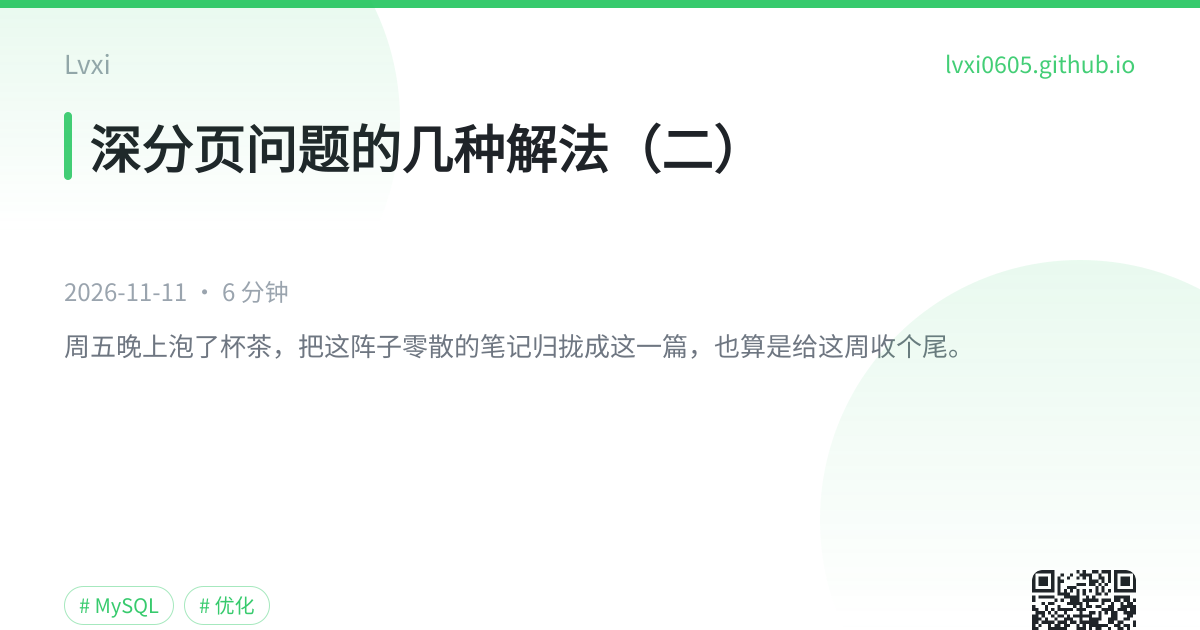 Lvxi
lvxi0605.github.io
深分页问题的几种解法（二）
2026-11-11 · 6 分钟
周五晚上泡了杯茶，把这阵子零散的笔记归拢成这一篇，也算是给这周收个尾。
# MySQL
# 优化